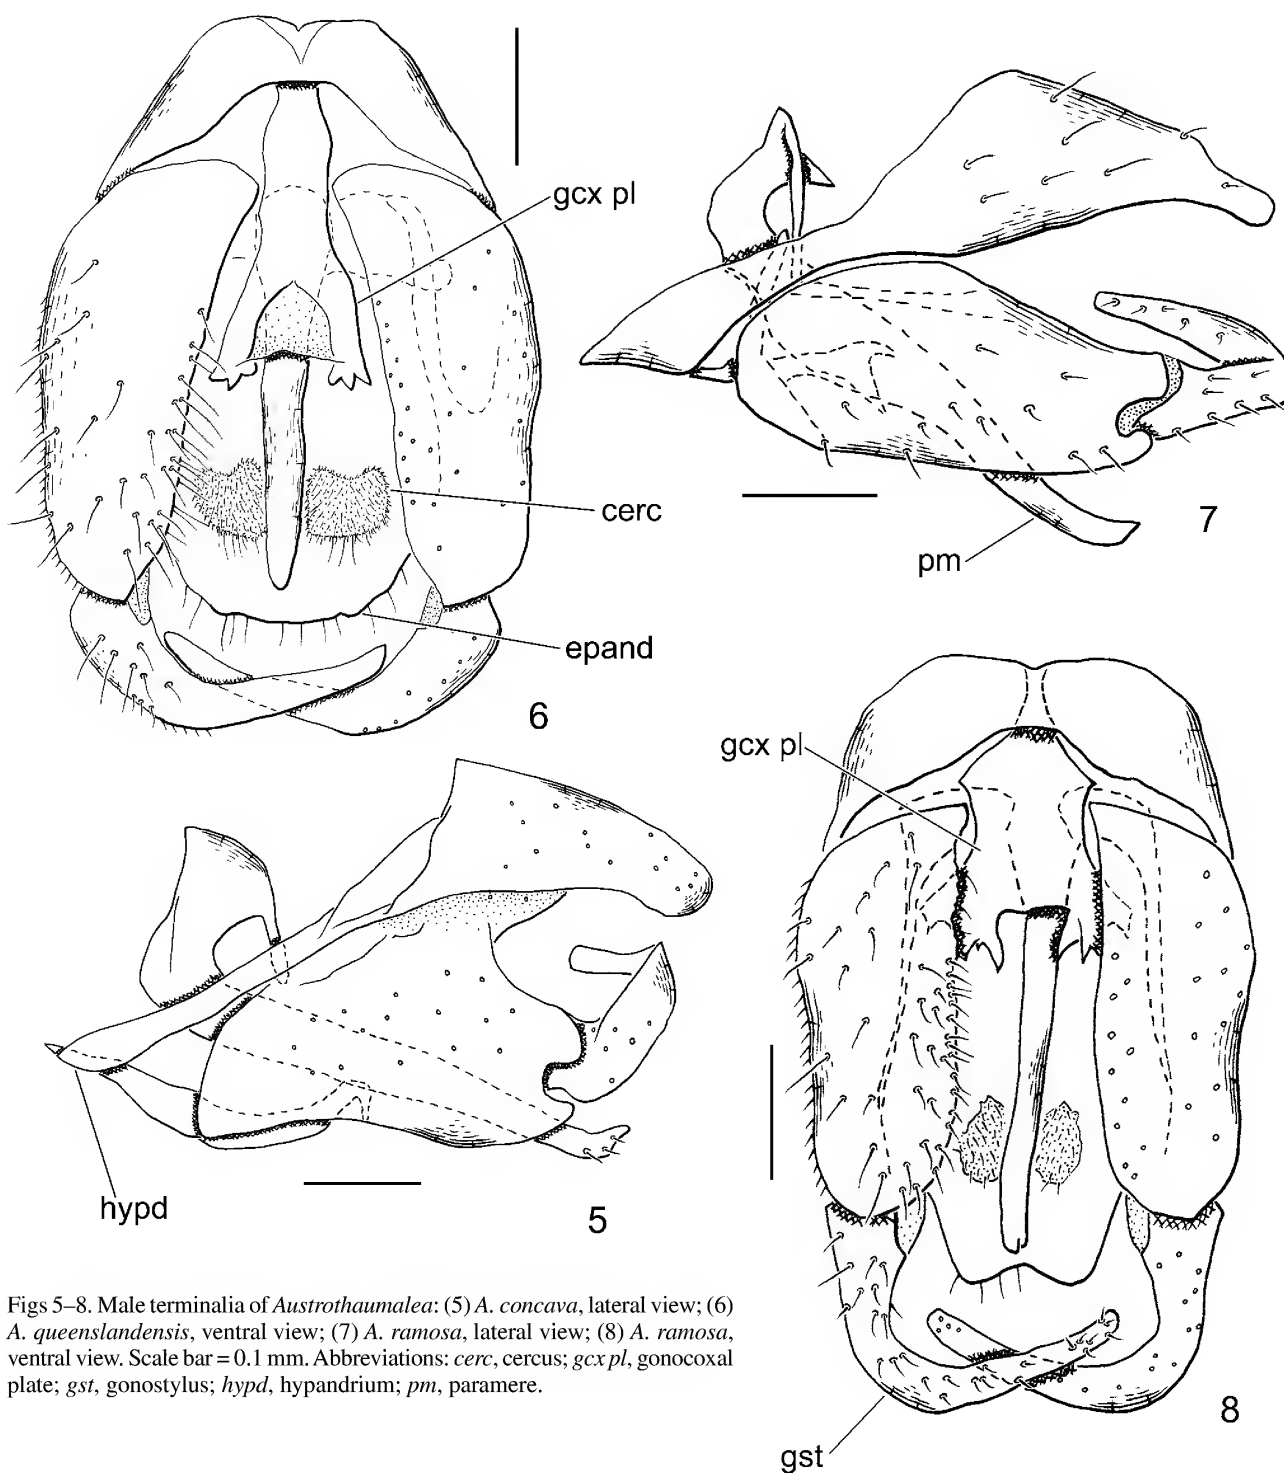 gcx pl
cerc
epand
6
pm
7
hypd
5
gcx pl
gst
8
Figs 5–8. Male terminalia of Austrothaumalea: (5) A. concava, lateral view; (6)
A. queenslandensis, ventral view; (7) A. ramosa, lateral view; (8) A. ramosa,
ventral view. Scale bar = 0.1 mm. Abbreviations: cerc, cercus; gcx pl, gonocoxal
plate; gst, gonostylus; hypd, hypandrium; pm, paramere.